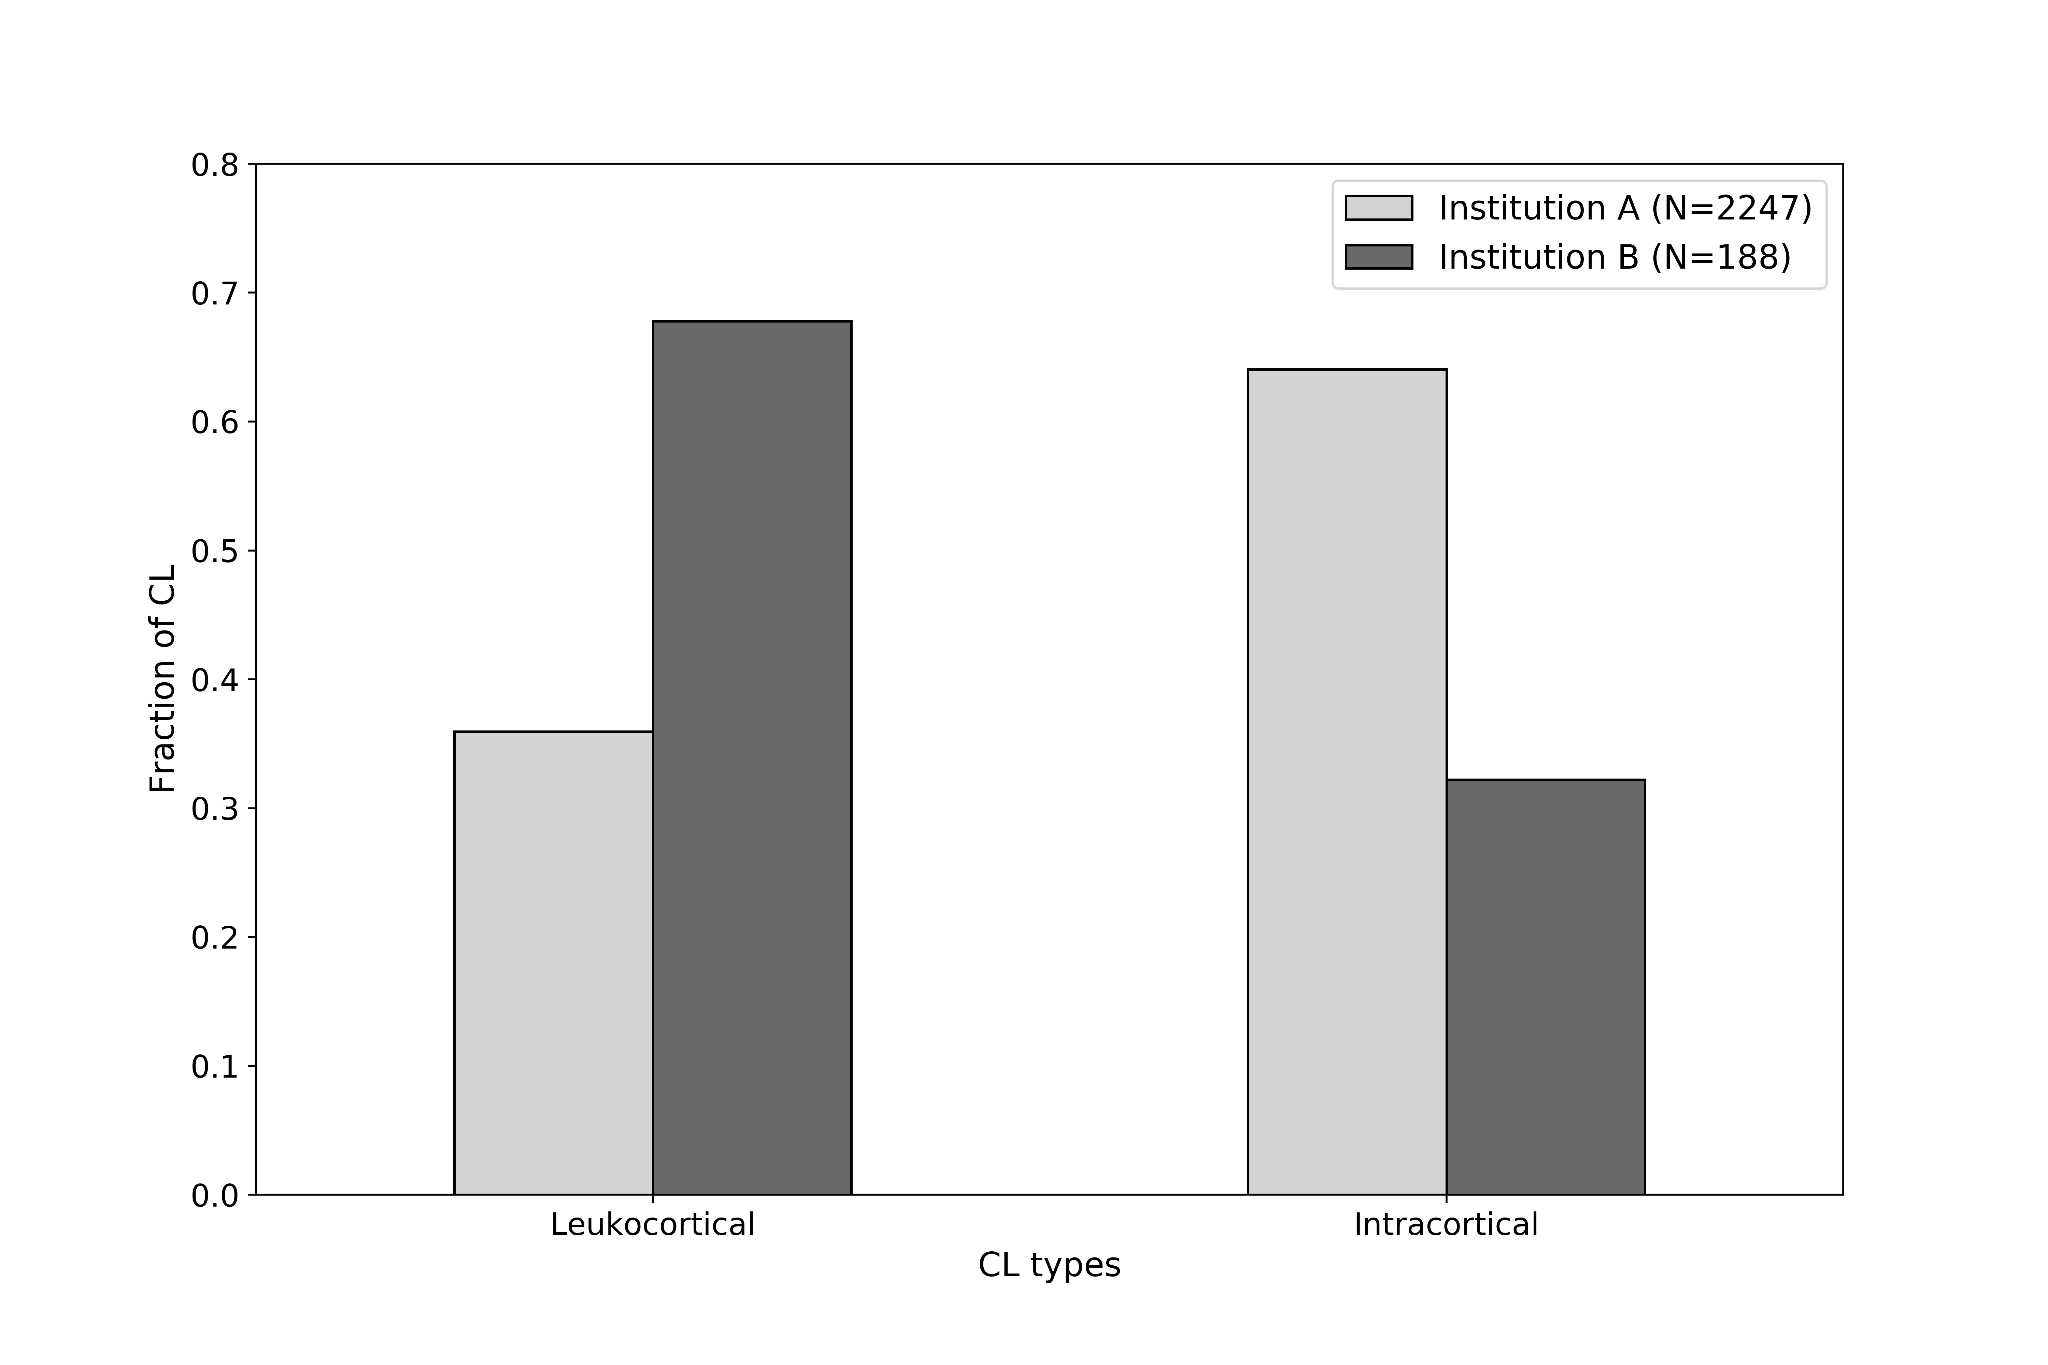 Institution A (N=2247)
Institution B (N=188)
0.8
0.7
0.6
0.5
0.4
0.3
0.2
0.1
0.0
Fraction of CL
Leukocortical
Intracortical
CL types